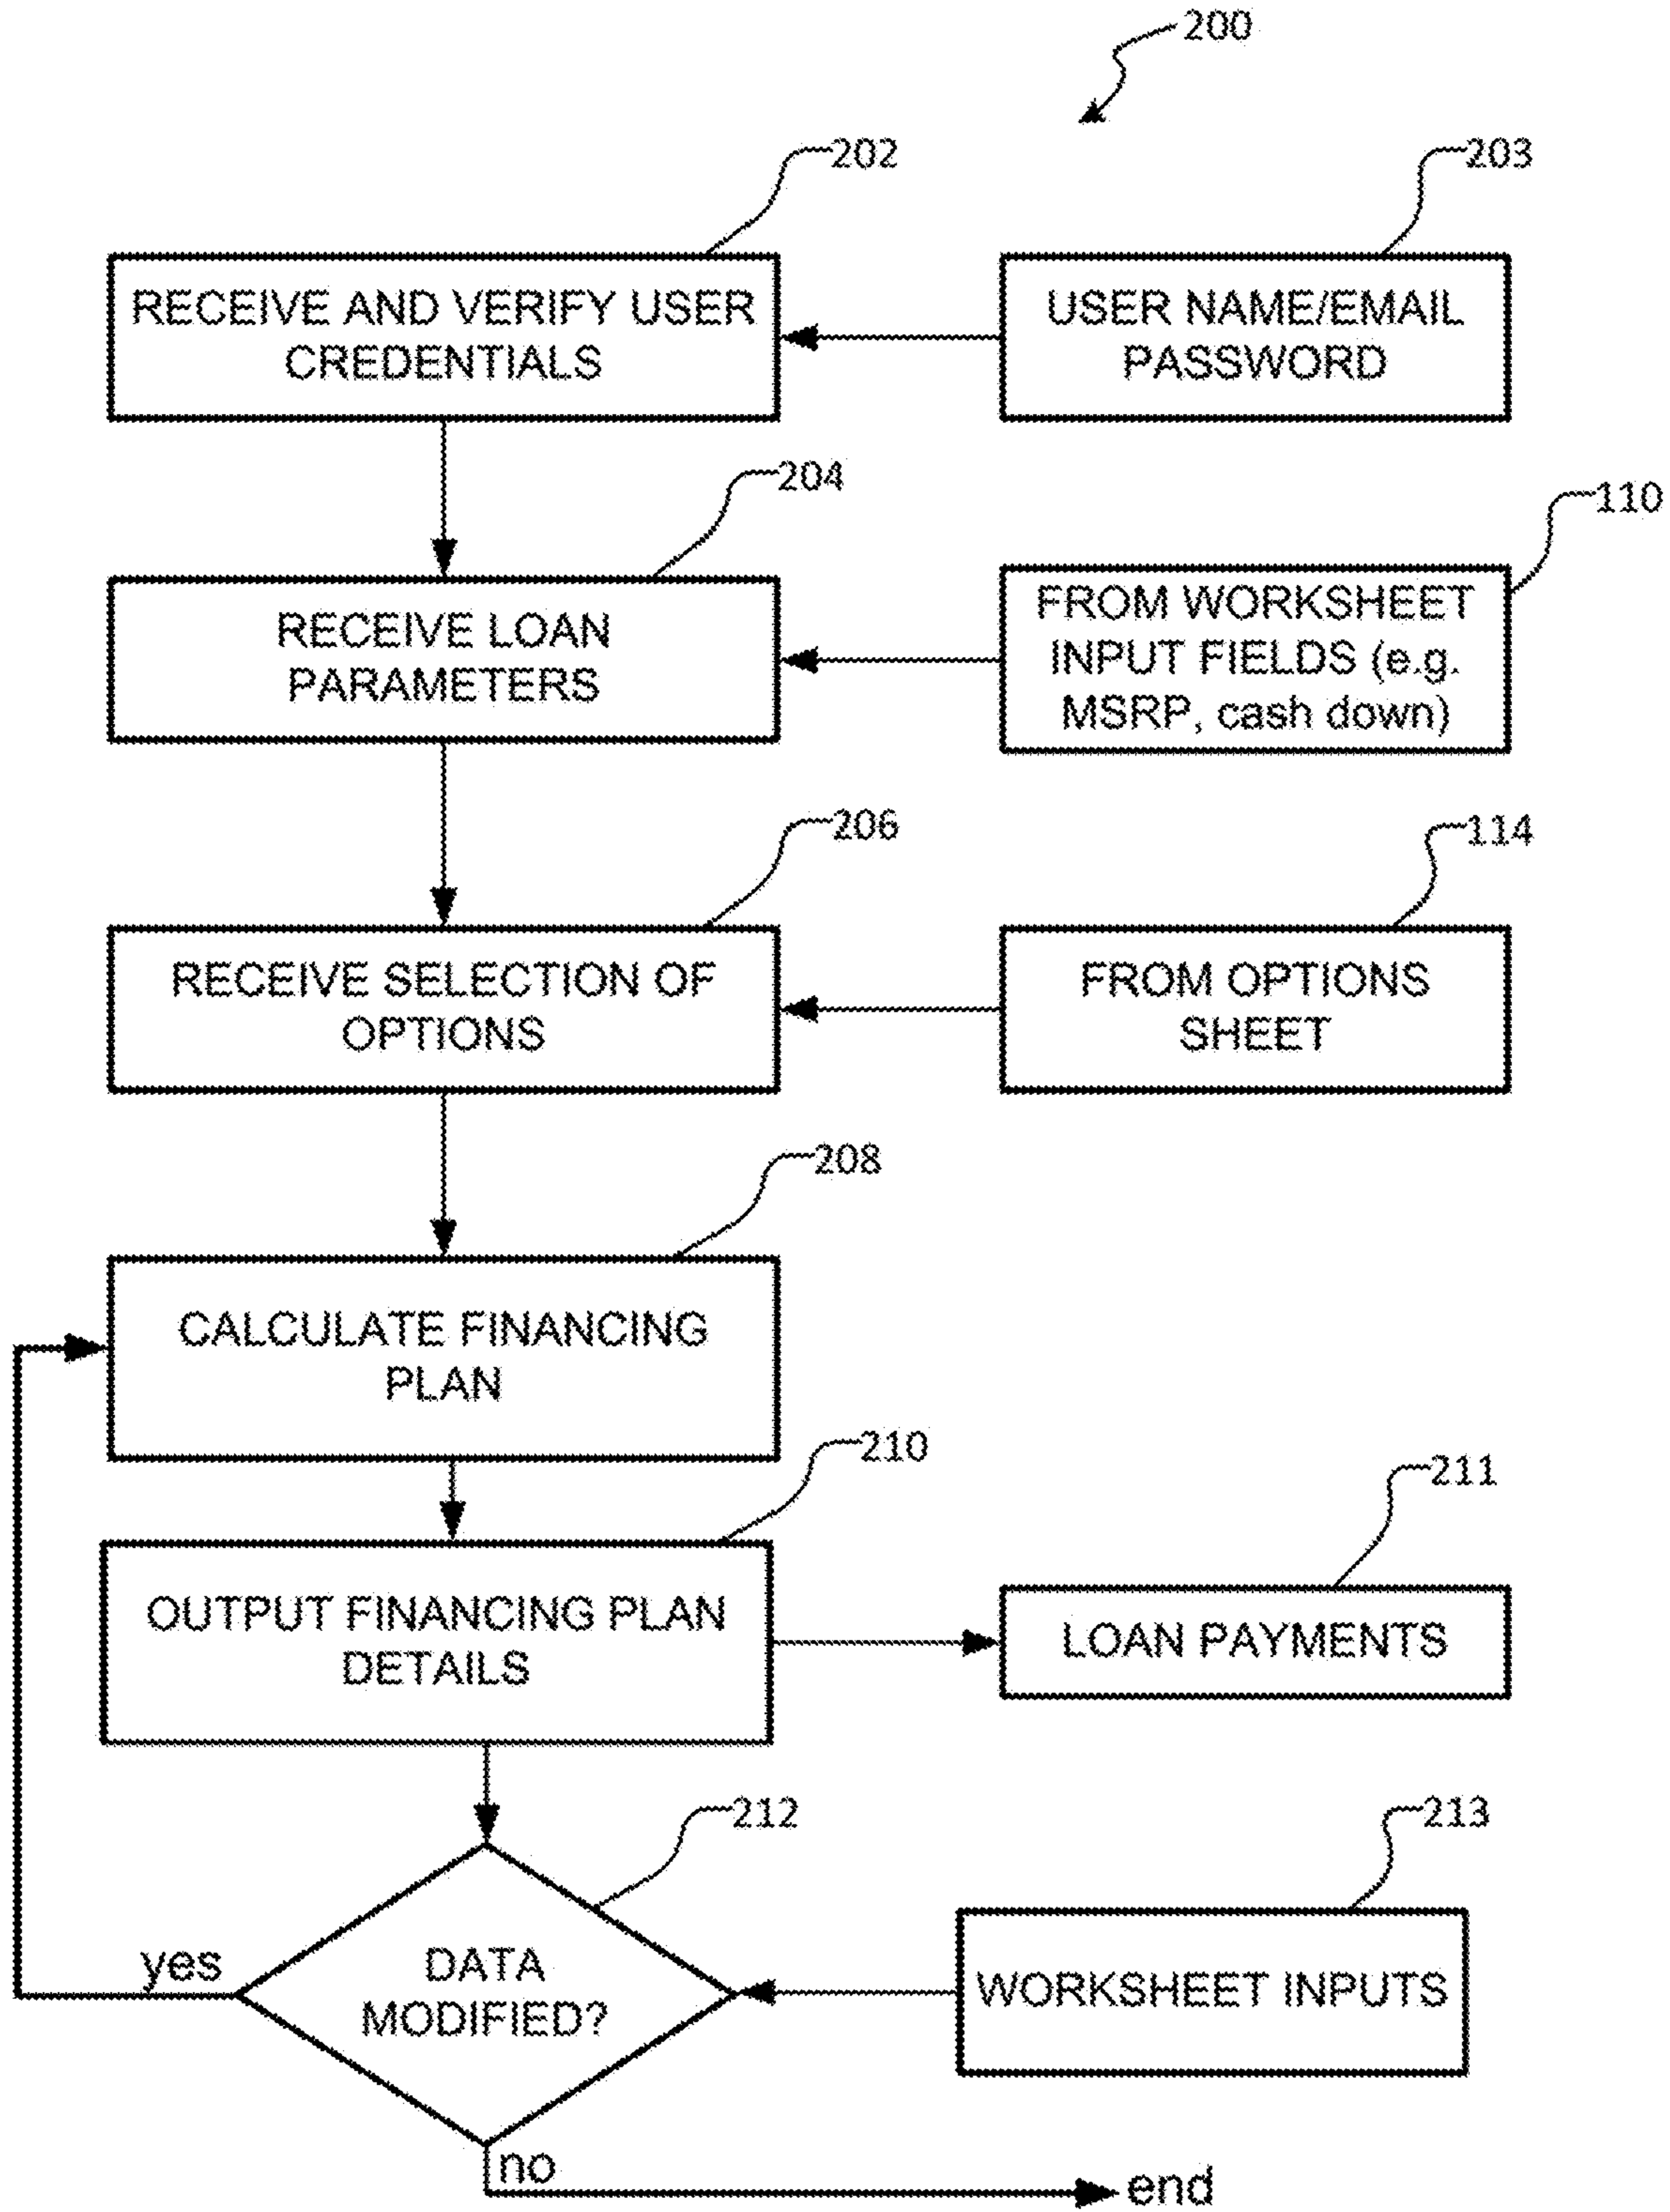 200
202
203
RECEIVE AND VERIFY USER
CREDENTIALS
USER NAME/EMAIL
PASSWORD
204
110
RECEIVE LOAN
PARAMETERS
FROM WORKSHEET
INPUT FIELDS (e.g.
MSRP, cash down)
206
114
RECEIVE SELECTION OF
OPTIONS
FROM OPTIONS
SHEET
208
CALCULATE FINANCING
PLAN
210
211
OUTPUT FINANCING PLAN
DETAILS
LOAN PAYMENTS
212
213
yes
DATA
MODIFIED?
WORKSHEET INPUTS
no
end